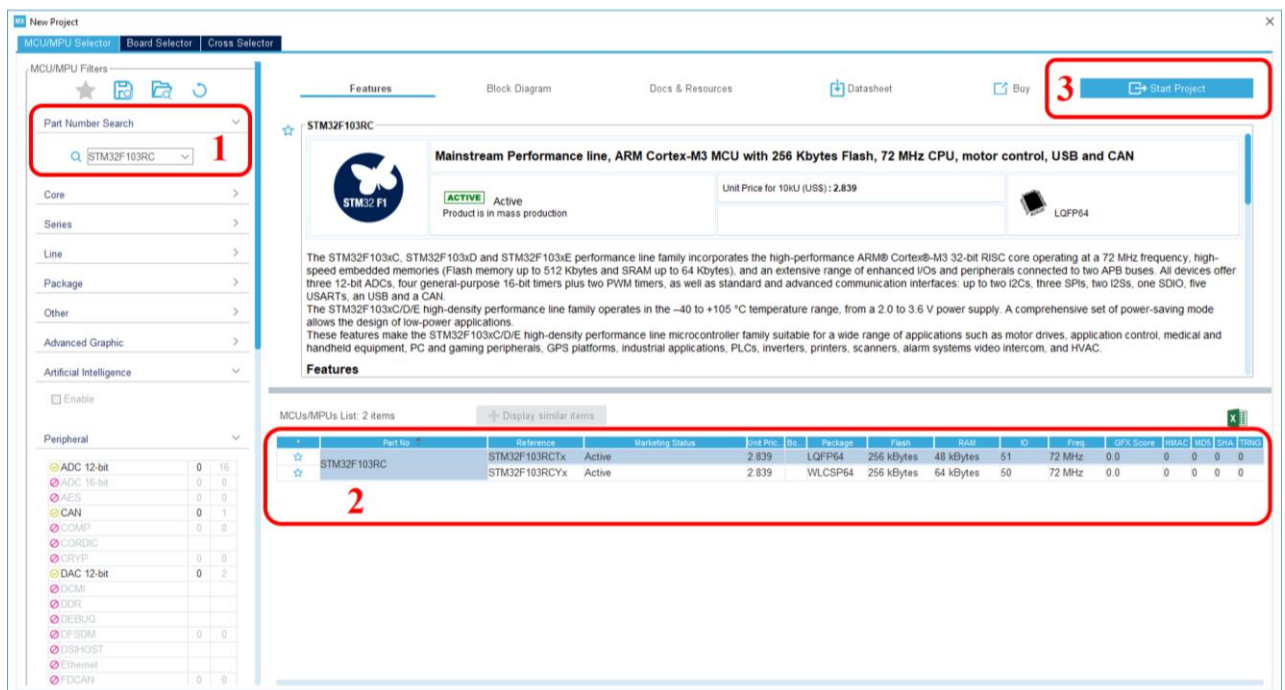 MX New Project
MCU/MPU Selector Board Selector Cross Selector
MCU/MPU Filters
Part Number Search
STM32F103RC
1
Core
Series
Line
Package
Other
Advanced Graphic
Artificial Intelligence
Enable
Peripheral
ADC 12-bit 0 16
ADC 16-bit 0 0
AES 0 0
CAN 0 1
COMP 0 0
CORDIC
CRYP 0 0
DAC 12-bit 0 2
DCMI
DDR
DEBUG
DFSDM 0 0
DSIHOST
Ethernet
FDCAN 0 0
Features Block Diagram Docs & Resources Datasheet Buy
3
Start Project
STM32F103RC
STM32 F1
Mainstream Performance line, ARM Cortex-M3 MCU with 256 Kbytes Flash, 72 MHz CPU, motor control, USB and CAN
ACTIVE Active
Product is in mass production
Unit Price for 10kU (US$) : 2.839
LQFP64
The STM32F103xC, STM32F103xD and STM32F103xE performance line family incorporates the high-performance ARM® Cortex®-M3 32-bit RISC core operating at a 72 MHz frequency, high-
speed embedded memories (Flash memory up to 512 Kbytes and SRAM up to 64 Kbytes), and an extensive range of enhanced I/Os and peripherals connected to two APB buses. All devices offer
three 12-bit ADCs, four general-purpose 16-bit timers plus two PWM timers, as well as standard and advanced communication interfaces: up to two I2Cs, three SPIs, two I2Ss, one SDIO, five
USARTs, an USB and a CAN.
The STM32F103xC/D/E high-density performance line family operates in the –40 to +105 °C temperature range, from a 2.0 to 3.6 V power supply. A comprehensive set of power-saving mode
allows the design of low-power applications.
These features make the STM32F103xC/D/E high-density performance line microcontroller family suitable for a wide range of applications such as motor drives, application control, medical and
handheld equipment, PC and gaming peripherals, GPS platforms, industrial applications, PLCs, inverters, printers, scanners, alarm systems video intercom, and HVAC.
Features
MCUs/MPUs List: 2 items
Display similar items
* Part No Reference Marketing Status Unit Pric... Bo... Package Flash RAM IO Freq. GFX Score HMAC MD5 SHA TRNG
STM32F103RC
STM32F103RCTx Active 2.839 LQFP64 256 kBytes 48 kBytes 51 72 MHz 0.0 0 0 0 0
STM32F103RCYx Active 2.839 WLCSP64 256 kBytes 64 kBytes 50 72 MHz 0.0 0 0 0 0
2